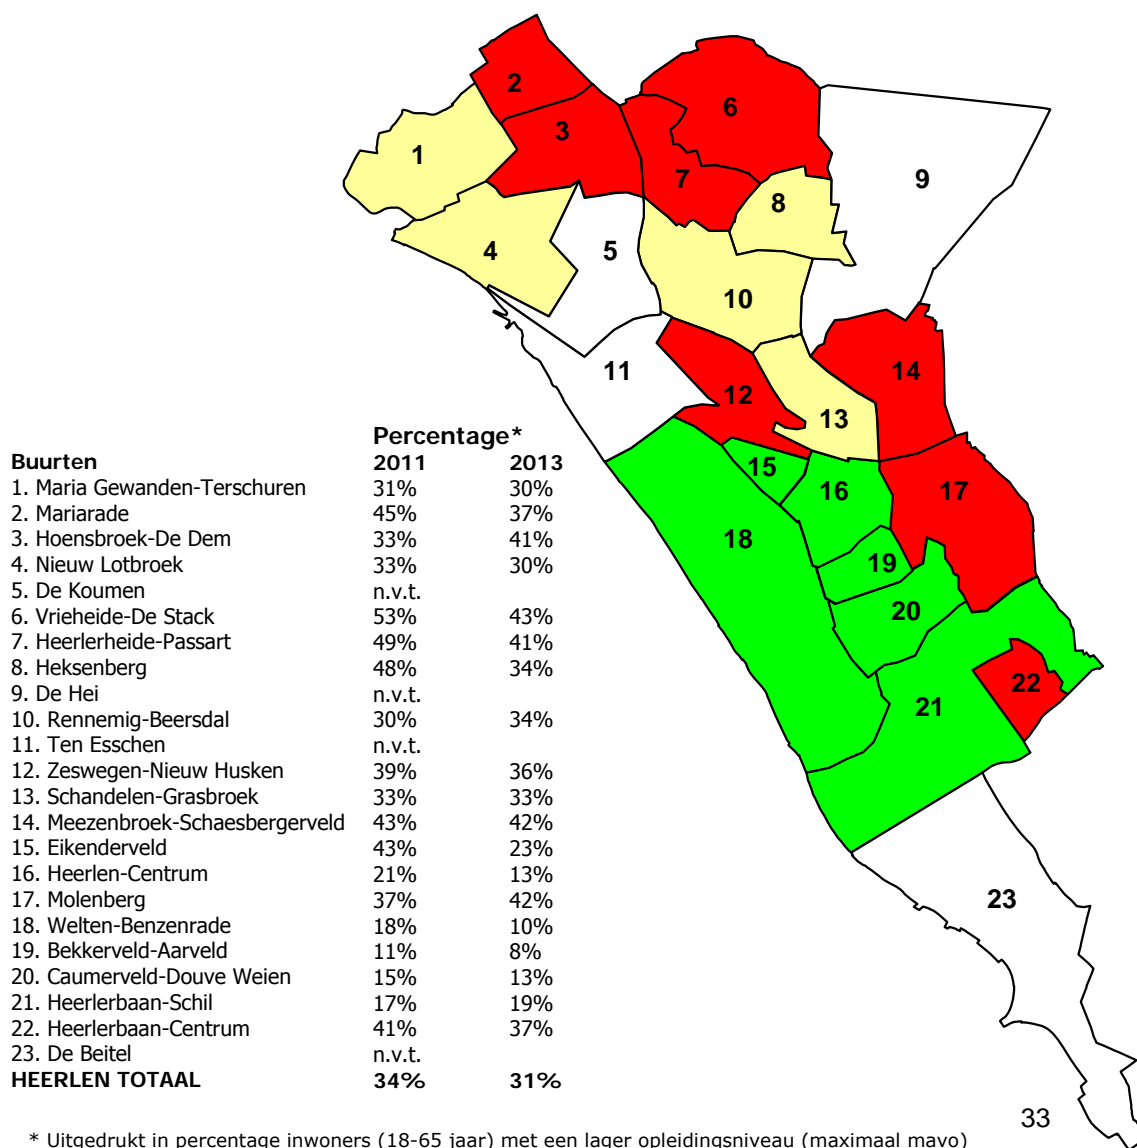 2
6
3
1
7
9
8
4
5
10
11
14
12
13
15
16
17
18
19
20
22
21
23
33
Percentage*
Buurten 2011 2013
1. Maria Gewanden-Terschuren 31% 30%
2. Mariarade 45% 37%
3. Hoensbroek-De Dem 33% 41%
4. Nieuw Lotbroek 33% 30%
5. De Koumen n.v.t.
6. Vrieheide-De Stack 53% 43%
7. Heerlerheide-Passart 49% 41%
8. Heksenberg 48% 34%
9. De Hei n.v.t.
10. Rennemig-Beersdal 30% 34%
11. Ten Esschen n.v.t.
12. Zeswegen-Nieuw Husken 39% 36%
13. Schandelen-Grasbroek 33% 33%
14. Meezenbroek-Schaesbergerveld 43% 42%
15. Eikenderveld 43% 23%
16. Heerlen-Centrum 21% 13%
17. Molenberg 37% 42%
18. Welten-Benzenrade 18% 10%
19. Bekkerveld-Aarveld 11% 8%
20. Caumerveld-Douve Weien 15% 13%
21. Heerlerbaan-Schil 17% 19%
22. Heerlerbaan-Centrum 41% 37%
23. De Beitel n.v.t.
HEERLEN TOTAAL 34% 31%
* Uitgedrukt in percentage inwoners (18-65 jaar) met een lager opleidingsniveau (maximaal mavo)